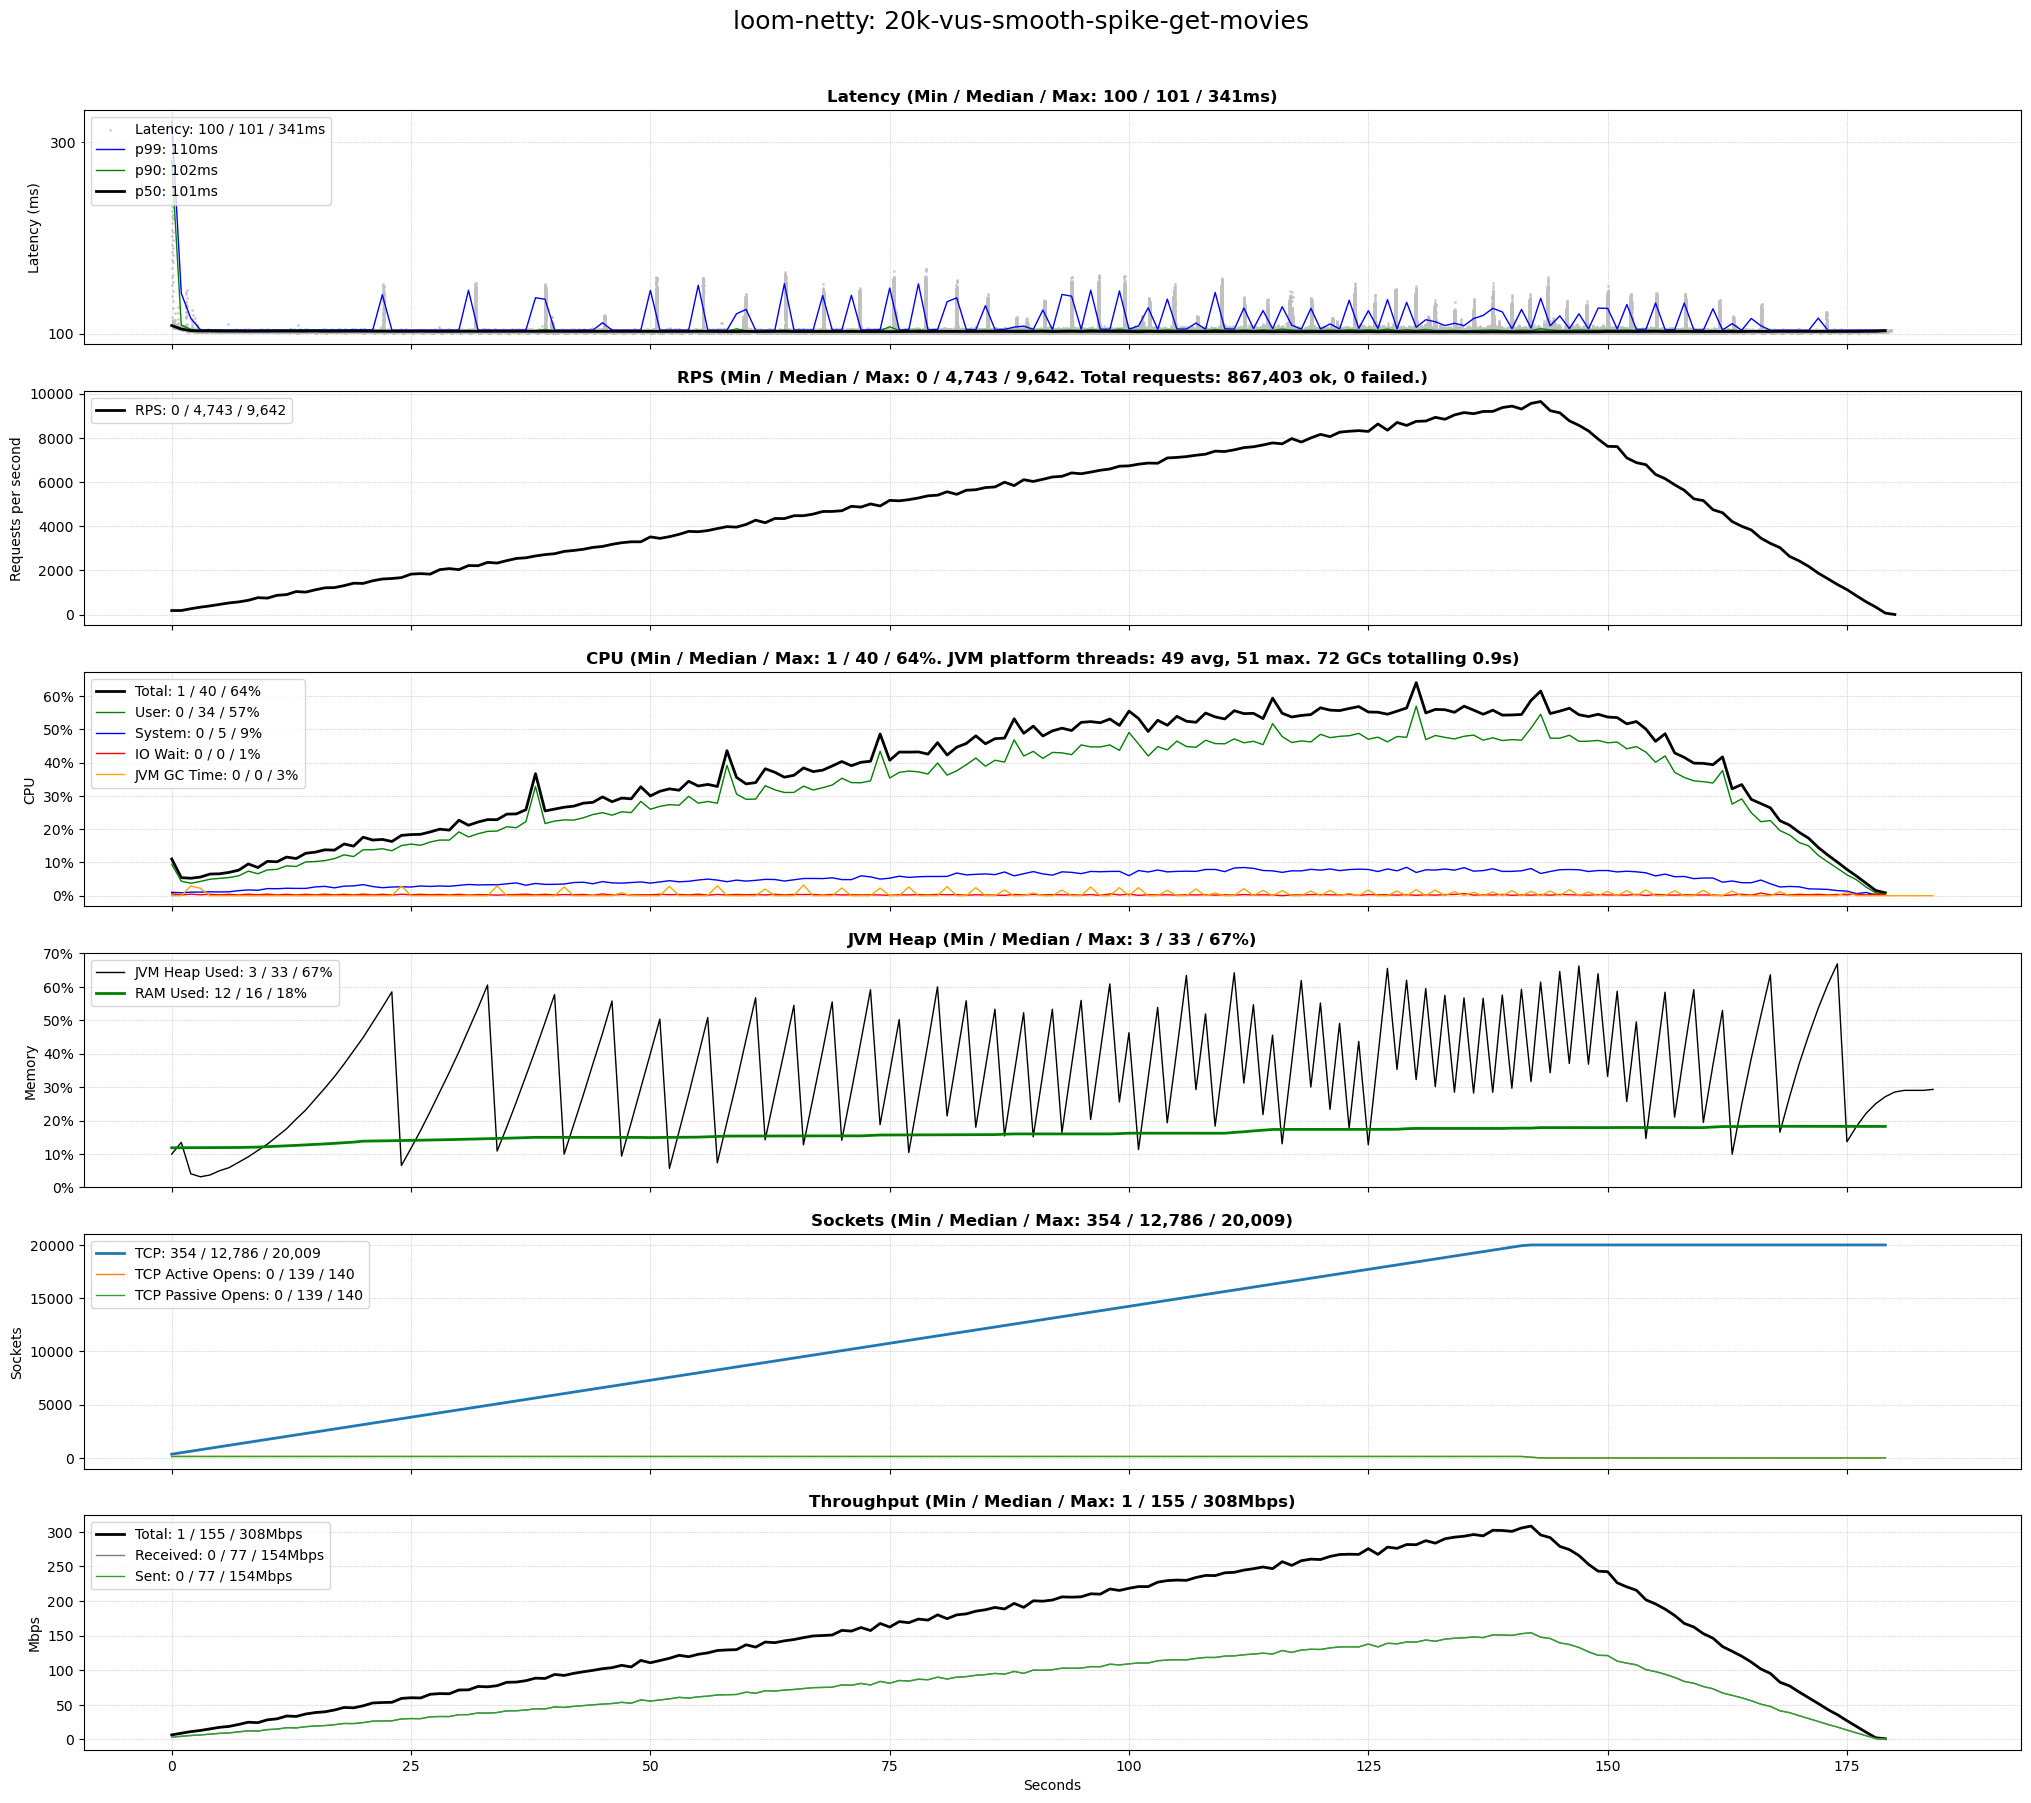 loom-netty: 20k-vus-smooth-spike-get-movies
Latency (Min / Median / Max: 100 / 101 / 341ms)
Latency: 100 / 101 / 341ms
p99: 110ms
p90: 102ms
p50: 101ms
300
100
Latency (ms)
RPS (Min / Median / Max: 0 / 4,743 / 9,642. Total requests: 867,403 ok, 0 failed.)
RPS: 0 / 4,743 / 9,642
10000
8000
6000
4000
2000
0
Requests per second
CPU (Min / Median / Max: 1 / 40 / 64%. JVM platform threads: 49 avg, 51 max. 72 GCs totalling 0.9s)
Total: 1 / 40 / 64%
User: 0 / 34 / 57%
System: 0 / 5 / 9%
IO Wait: 0 / 0 / 1%
JVM GC Time: 0 / 0 / 3%
60%
50%
40%
30%
20%
10%
0%
CPU
JVM Heap (Min / Median / Max: 3 / 33 / 67%)
JVM Heap Used: 3 / 33 / 67%
RAM Used: 12 / 16 / 18%
70%
60%
50%
40%
30%
20%
10%
0%
Memory
Sockets (Min / Median / Max: 354 / 12,786 / 20,009)
TCP: 354 / 12,786 / 20,009
TCP Active Opens: 0 / 139 / 140
TCP Passive Opens: 0 / 139 / 140
20000
15000
10000
5000
0
Sockets
Throughput (Min / Median / Max: 1 / 155 / 308Mbps)
Total: 1 / 155 / 308Mbps
Received: 0 / 77 / 154Mbps
Sent: 0 / 77 / 154Mbps
300
250
200
150
100
50
0
Mbps
0 25 50 75 100 125 150 175
Seconds